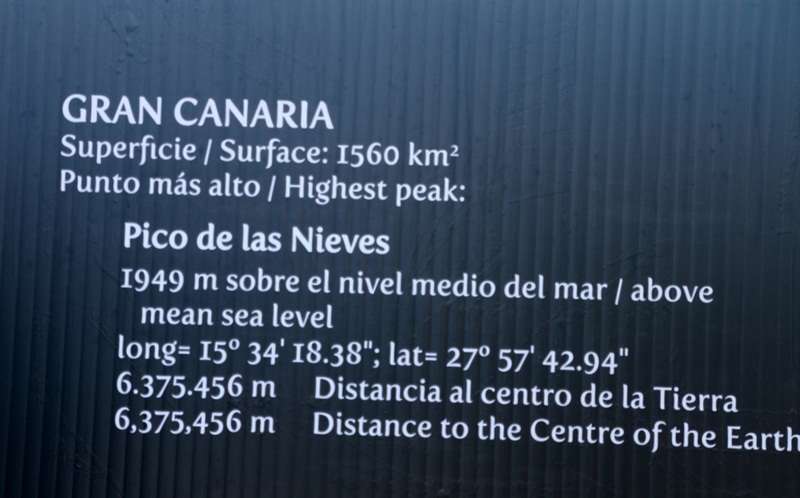 GRAN CANARIA
Superficie / Surface: 1560 km²
Punto más alto / Highest peak:
Pico de las Nieves
1949 m sobre el nivel medio del mar / above
mean sea level
long= 15º 34' 18.38"; lat= 27º 57' 42.94"
6.375.456 m Distancia al centro de la Tierra
6,375,456 m Distance to the Centre of the Earth